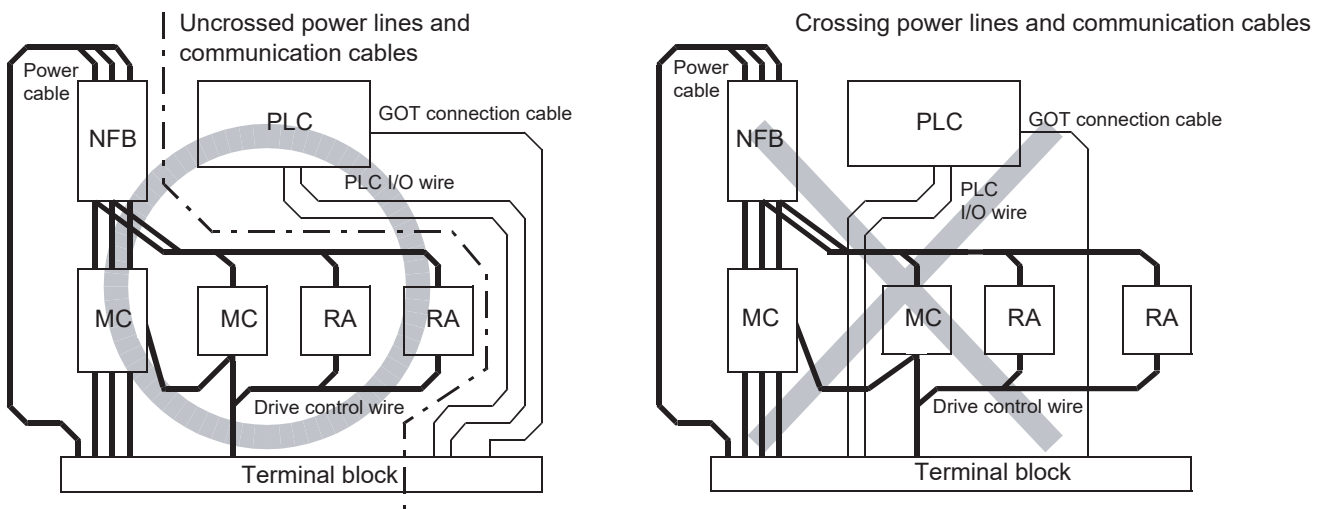 Uncrossed power lines and
communication cables
Power
cable
NFB
PLC
GOT connection cable
PLC I/O wire
MC
MC
RA
RA
Drive control wire
Terminal block
Crossing power lines and communication cables
Power
cable
NFB
PLC
GOT connection cable
PLC
I/O wire
MC
MC
RA
RA
Drive control wire
Terminal block